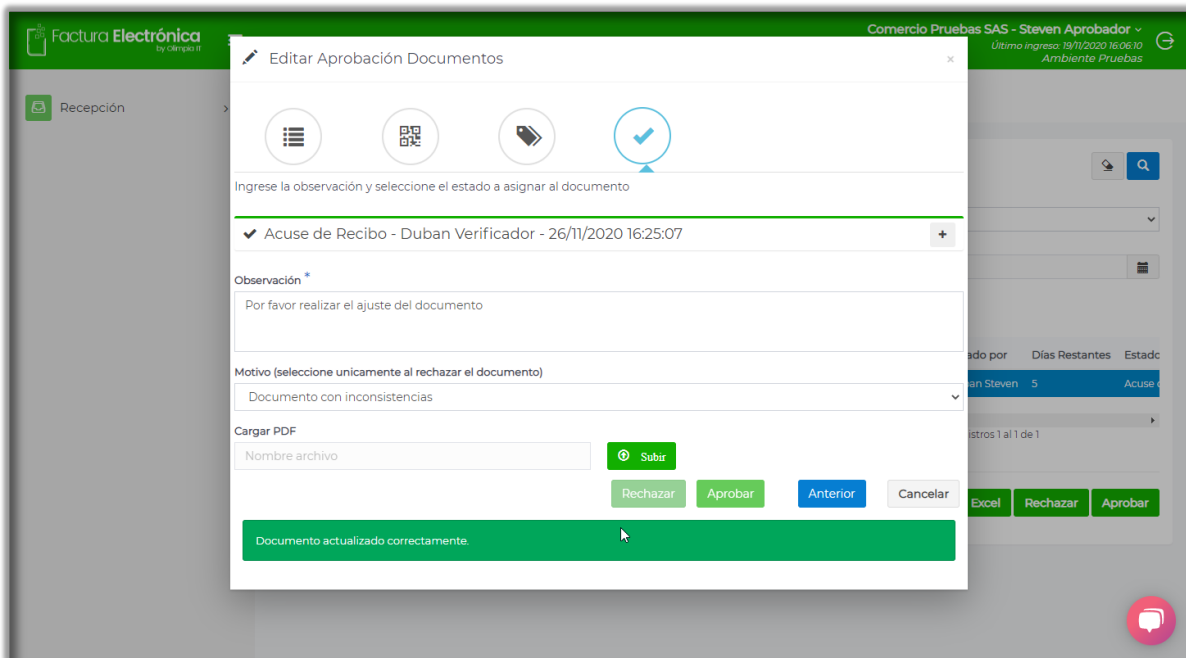 Factura Electrónica
by Olimpia IT
Comercio Pruebas SAS - Steven Aprobador
Último ingreso: 19/11/2020 16:06:10
Ambiente Pruebas
Recepción
Editar Aprobación Documentos
×
Ingrese la observación y seleccione el estado a asignar al documento
Acuse de Recibo - Duban Verificador - 26/11/2020 16:25:07
+
Observación *
Por favor realizar el ajuste del documento
Motivo (seleccione unicamente al rechazar el documento)
Documento con inconsistencias
Cargar PDF
Nombre archivo
Subir
Rechazar Aprobar Anterior Cancelar
Documento actualizado correctamente.
ado por Días Restantes Estado
an Steven 5 Acuse
istros 1 al 1 de 1
Excel Rechazar Aprobar